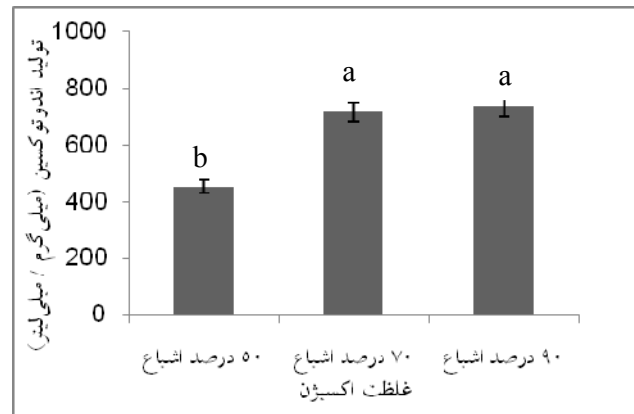 تولید اندوتوکسین (میلی گرم / میلی لیتر)
1000
800
600
400
200
0
b
a
a
۵۰ درصد اشباع
۷۰ درصد اشباع
۹۰ درصد اشباع
غلظت اکسیژن